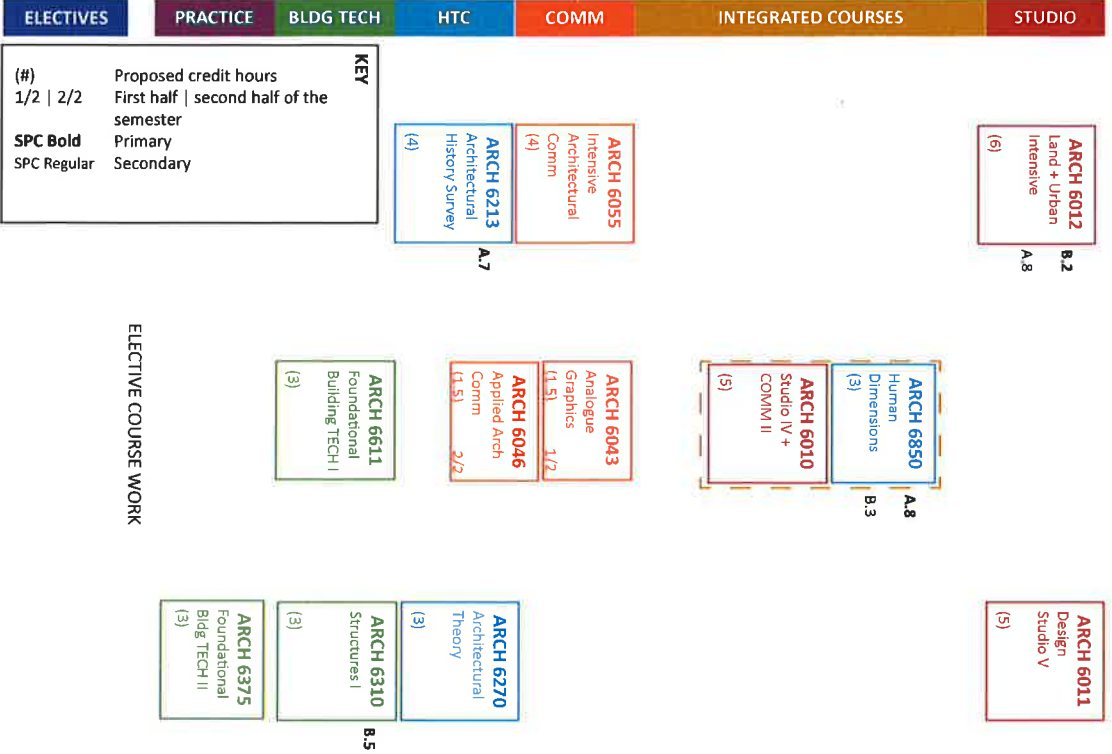 ELECTIVES
PRACTICE
BLDG TECH
HTC
COMM
INTEGRATED COURSES
STUDIO
KEY
(#) Proposed credit hours
1/2 | 2/2 First half | second half of the
semester
SPC Bold Primary
SPC Regular Secondary
ARCH 6213
Architectural
History Survey
(4)
A.7
ARCH 6055
Intensive
Architectural
Comm
(4)
ARCH 6012
Land + Urban
Intensive
(6)
B.2
A.8
ELECTIVE COURSE WORK
ARCH 6611
Foundational
Building TECH I
(3)
ARCH 6046
Applied Arch
Comm
(1.5) 2/2
ARCH 6043
Analogue
Graphics
(1.5) 1/2
ARCH 6010
Studio IV +
COMM II
(5)
ARCH 6850
Human
Dimensions
(3)
A.8
B.3
ARCH 6375
Foundational
Bldg TECH II
(3)
ARCH 6310
Structures I
(3)
B.5
ARCH 6270
Architectural
Theory
(3)
ARCH 6011
Design
Studio V
(5)